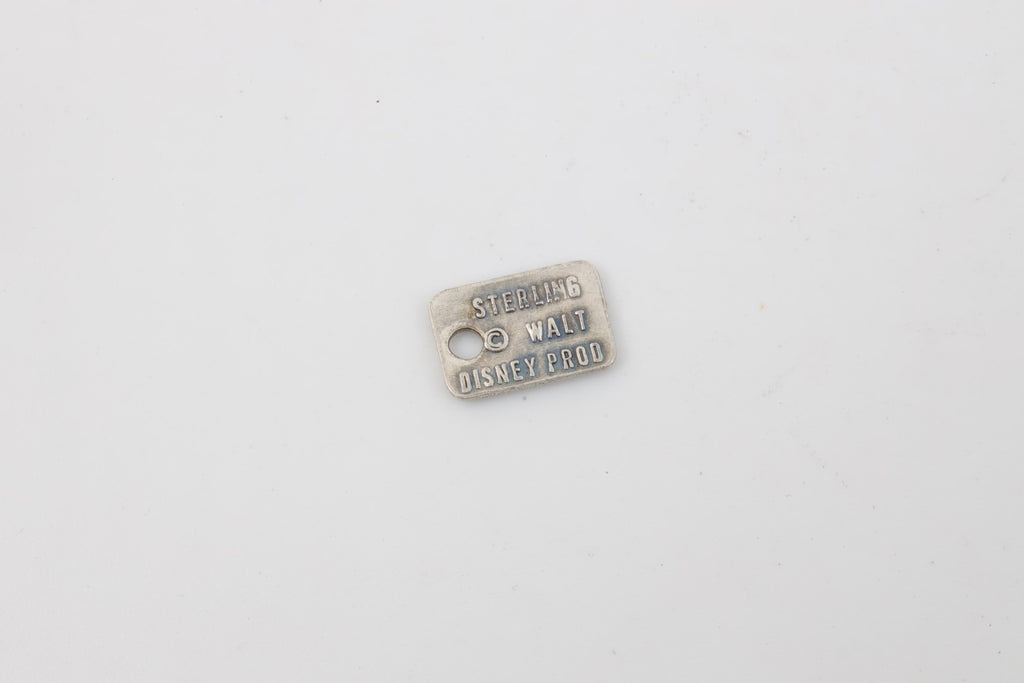 STERLING
© WALT
DISNEY PROD